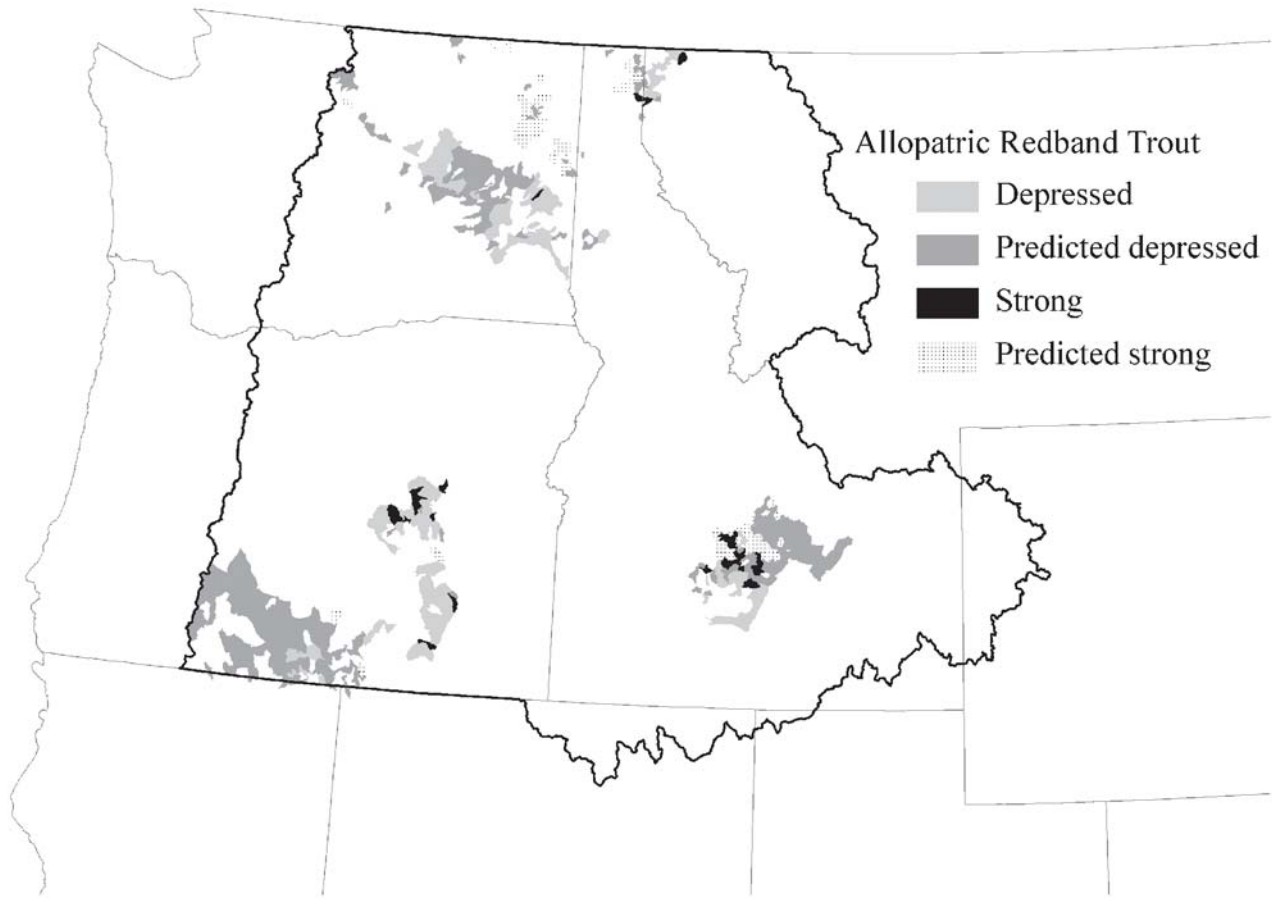 Allopatric Redband Trout
Depressed
Predicted depressed
Strong
Predicted strong